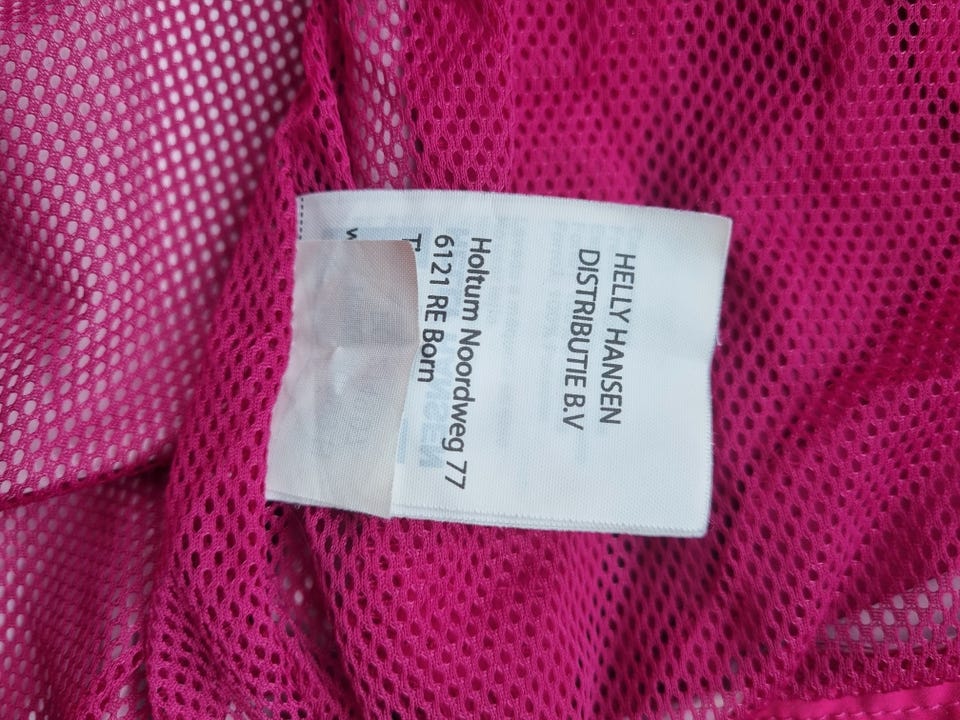 HELLY HANSEN
DISTRIBUTIE B.V
Holtum Noordweg 77
6121 RE Born